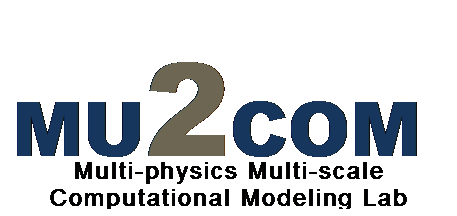 MU2COM
Multi-physics Multi-scale
Computational Modeling Lab